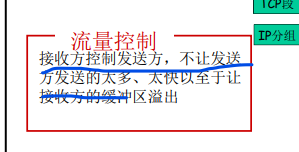 TCP段
IP分组
流量控制
接收方控制发送方，不让发送
方发送的太多、太快以至于让
接收方的缓冲区溢出